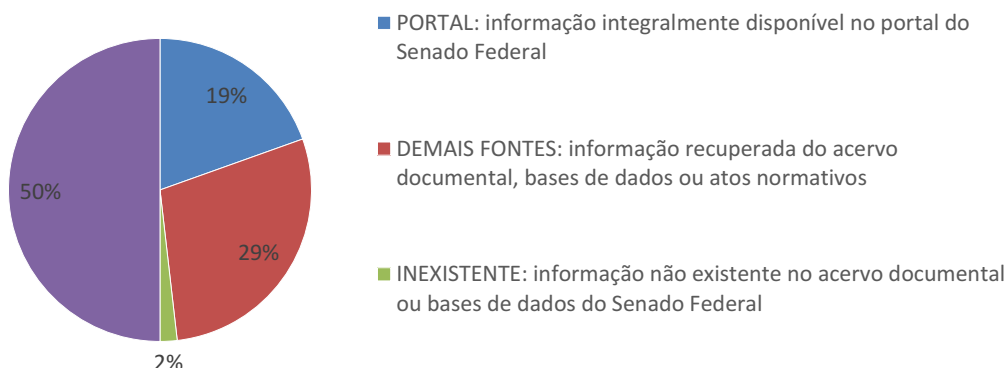 PORTAL: informação integralmente disponível no portal do
Senado Federal
19%
DEMAIS FONTES: informação recuperada do acervo
documental, bases de dados ou atos normativos
50%
29%
INEXISTENTE: informação não existente no acervo documental
ou bases de dados do Senado Federal
2%